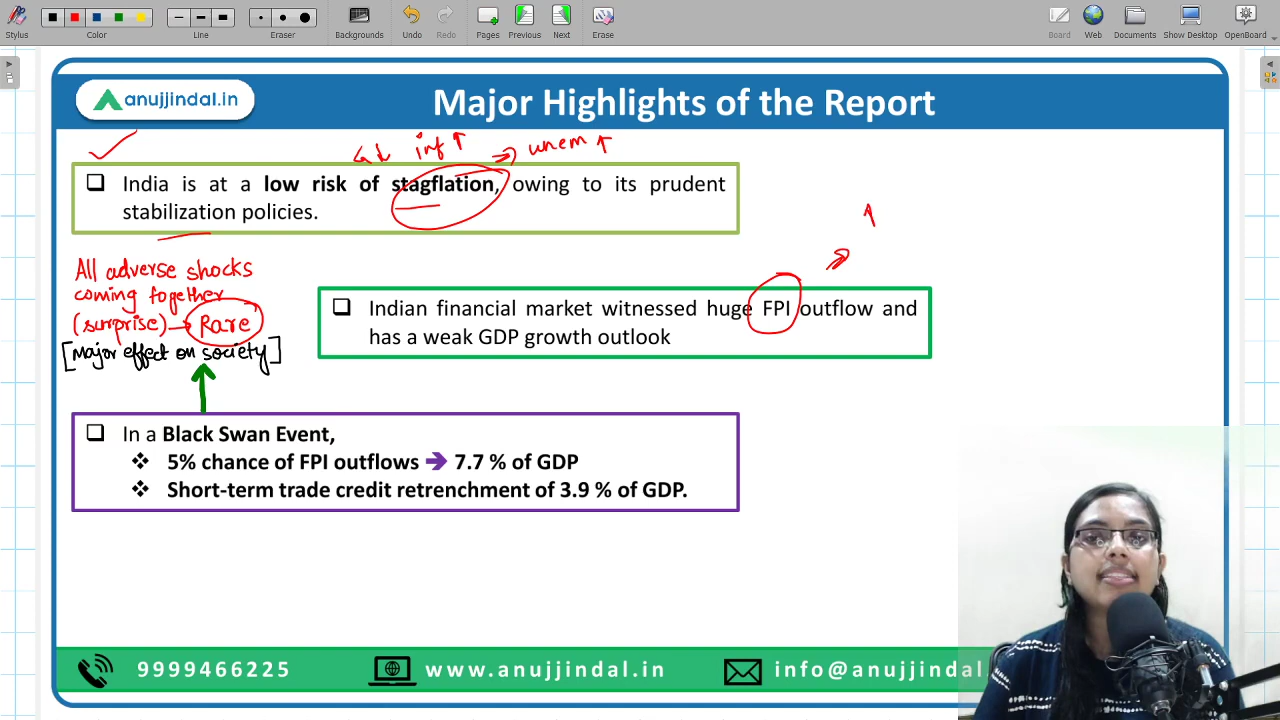 Stylus
Color
Line
Eraser
Backgrounds
Undo
Redo
Pages
Previous
Next
Erase
Board
Web
Documents
Show Desktop
OpenBoard
anujjindal.in
Major Highlights of the Report
inf ↑
unem ↑
India is at a low risk of stagflation, owing to its prudent
stabilization policies.
All adverse shocks
coming together
(surprise) → Rare
[Major effect on society]
Indian financial market witnessed huge FPI outflow and
has a weak GDP growth outlook
In a Black Swan Event,
5% chance of FPI outflows ➔ 7.7 % of GDP
Short-term trade credit retrenchment of 3.9 % of GDP.
9999466225
www.anujjindal.in
info@anujjindal.